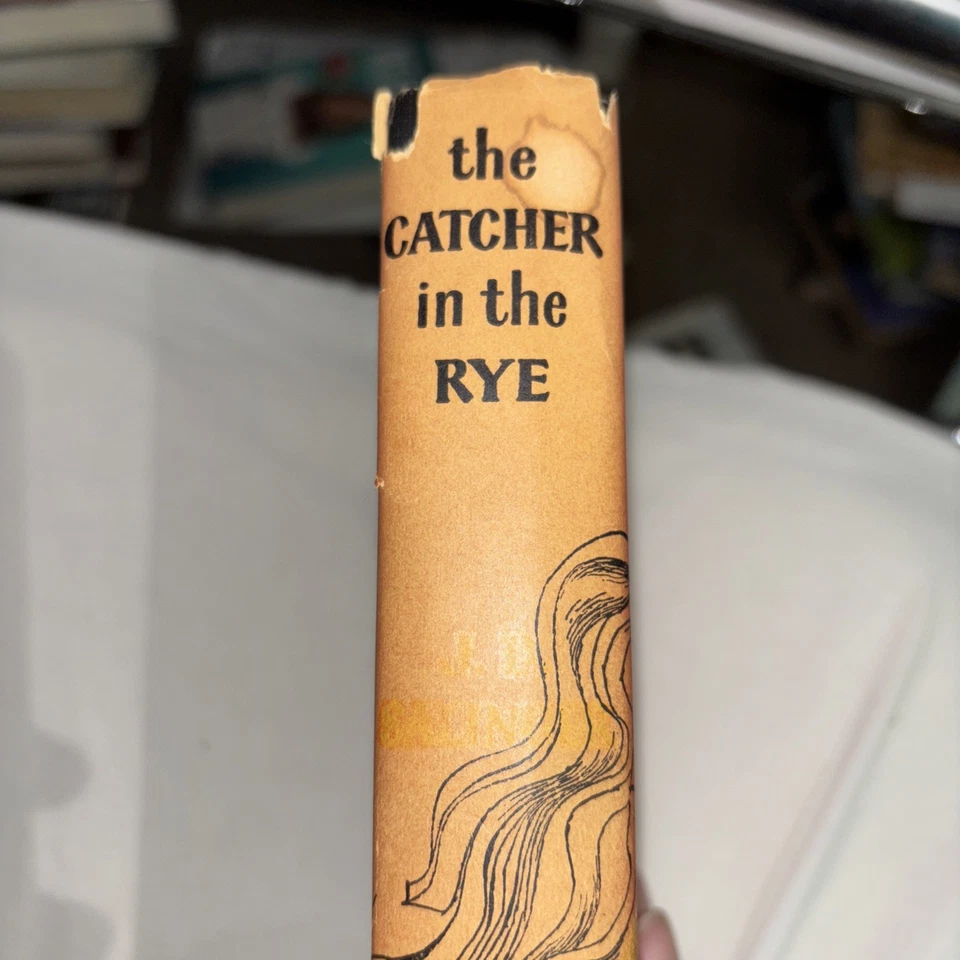 the
CATCHER
in the
RYE
J. D.